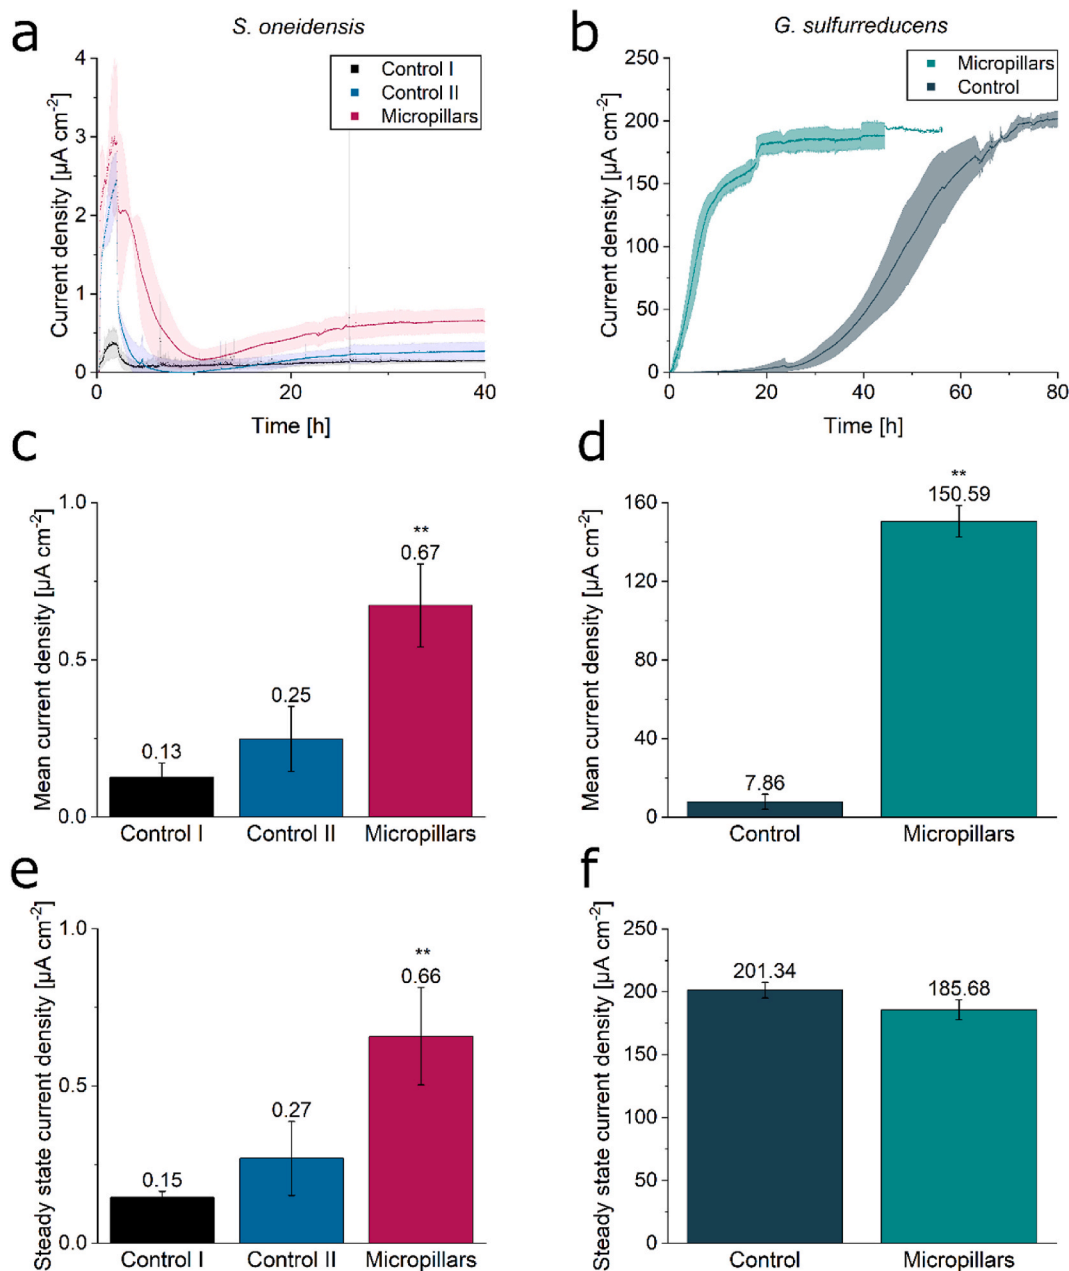 a
S. oneidensis
Current density [µA cm⁻²]
4
3
2
1
0
0
20
40
Time [h]
Control I
Control II
Micropillars
b
G. sulfurreducens
Current density [µA cm⁻²]
250
200
150
100
50
0
0
20
40
60
80
Time [h]
Micropillars
Control
c
Mean current density [µA cm⁻²]
1.0
0.5
0.0
0.13
0.25
**
0.67
Control I
Control II
Micropillars
d
Mean current density [µA cm⁻²]
160
120
80
40
0
7.86
**
150.59
Control
Micropillars
e
Steady state current density [µA cm⁻²]
1.0
0.5
0.0
0.15
0.27
**
0.66
Control I
Control II
Micropillars
f
Steady state current density [µA cm⁻²]
250
200
150
100
50
0
201.34
185.68
Control
Micropillars